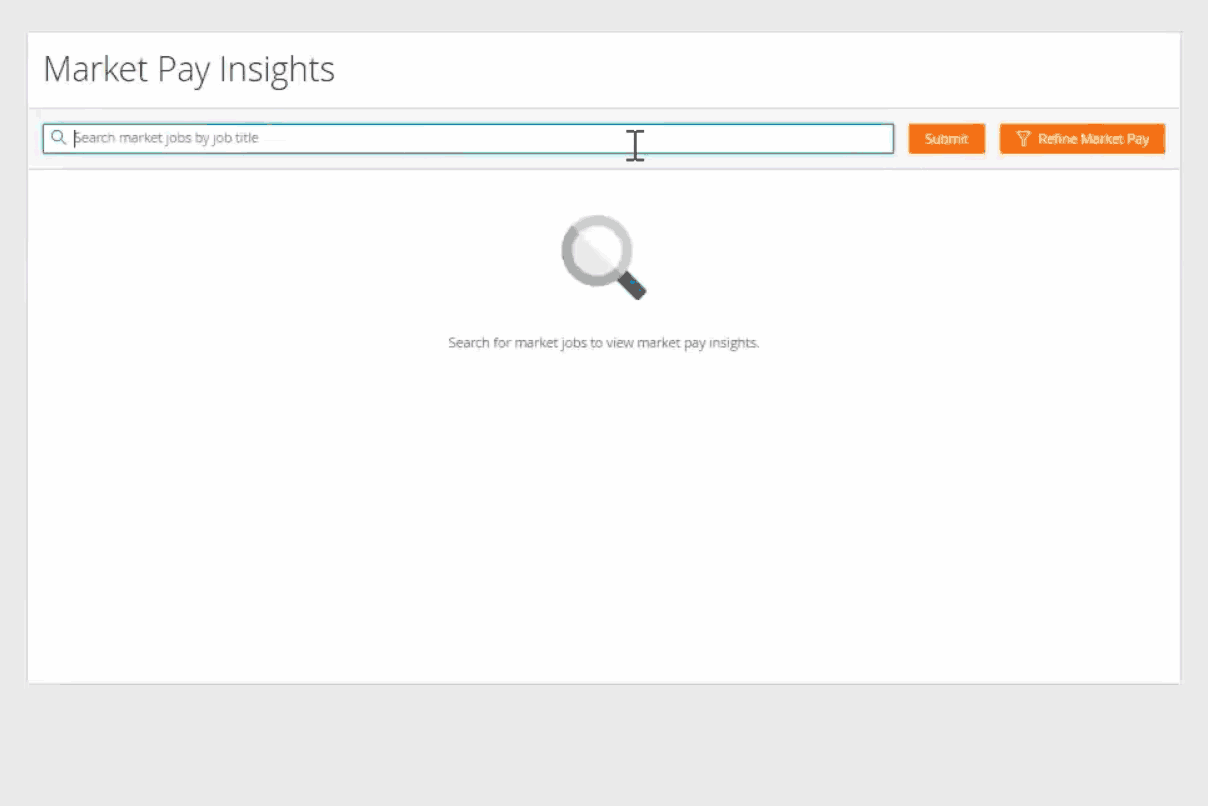 Market Pay Insights
Search market jobs by job title
Submit
Refine Market Pay
Search for market jobs to view market pay insights.